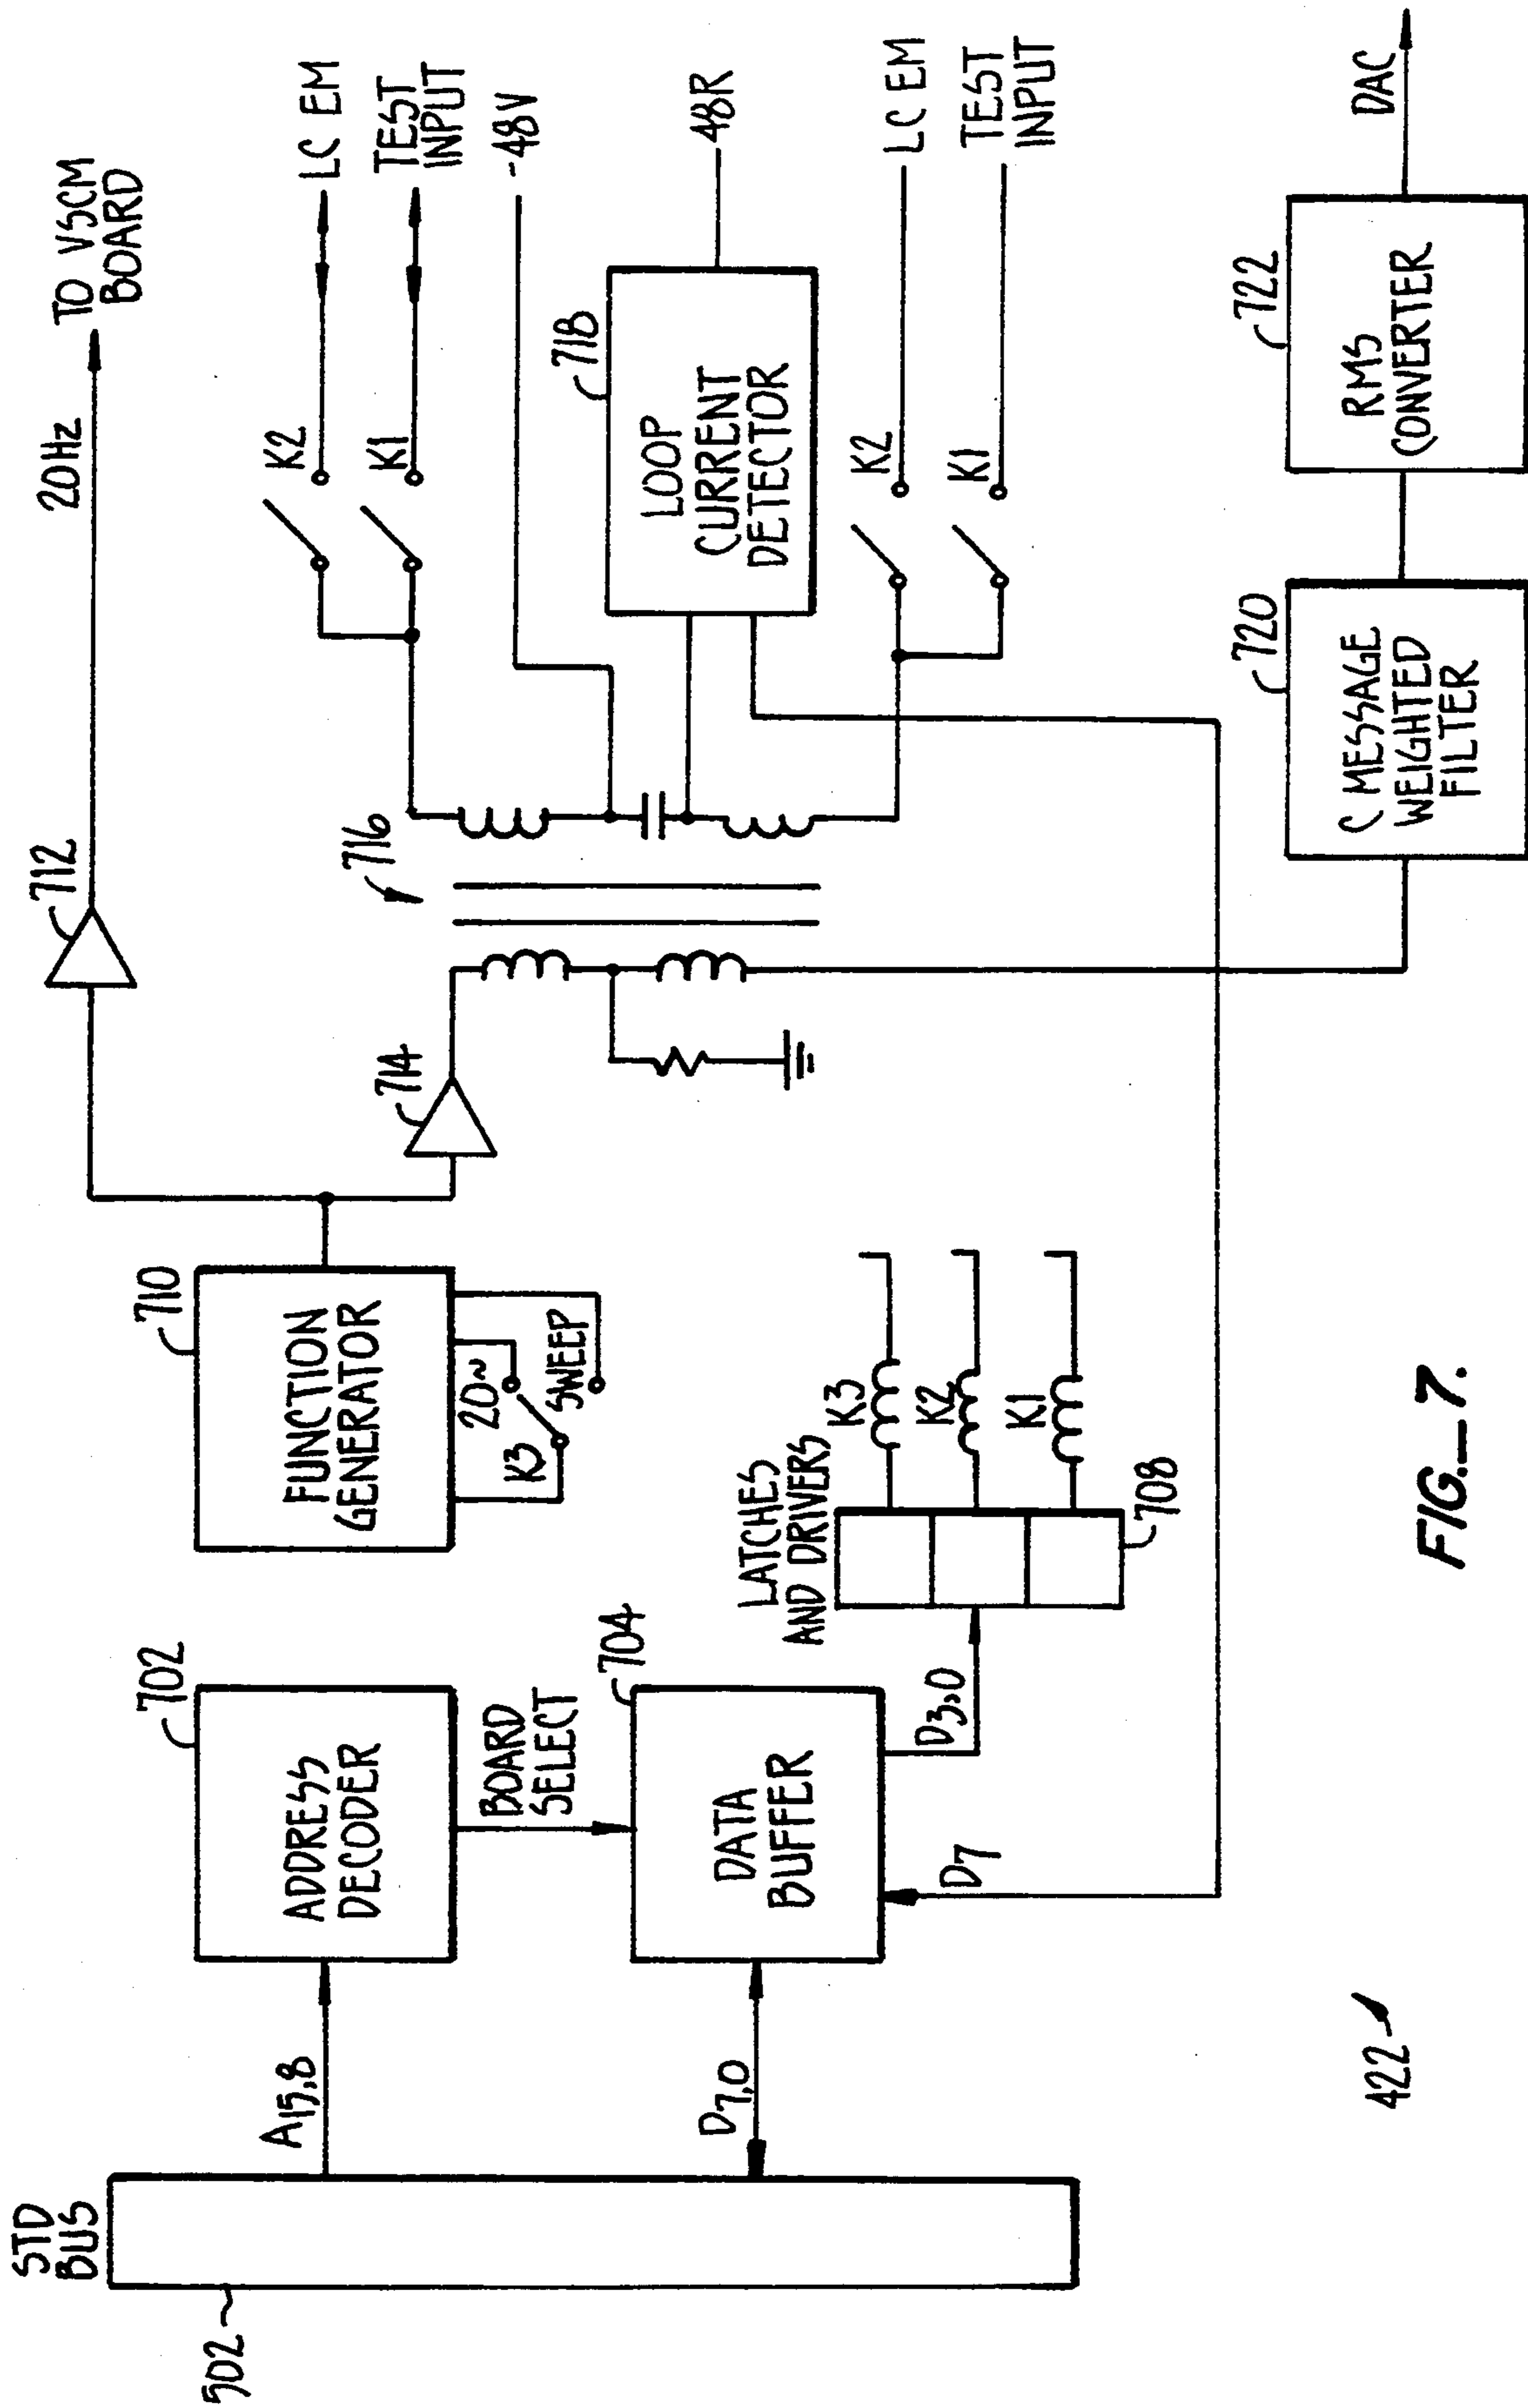 STD
BUS
502
A15,8
702
ADDRESS
DECODER
BOARD
SELECT
D7,0
704
DATA
BUFFER
D3,0
D7
LATCHES
AND DRIVERS
708
K3
K2
K1
710
FUNCTION
GENERATOR
K3
20~
SWEEP
712
20Hz
TO VSCM
BOARD
714
716
K2
LC EM
K1
TEST
INPUT
-48V
718
LOOP
CURRENT
DETECTOR
48R
K2
LC EM
K1
TEST
INPUT
720
C MESSAGE
WEIGHTED
FILTER
722
RMS
CONVERTER
DAC
422
FIG._7.